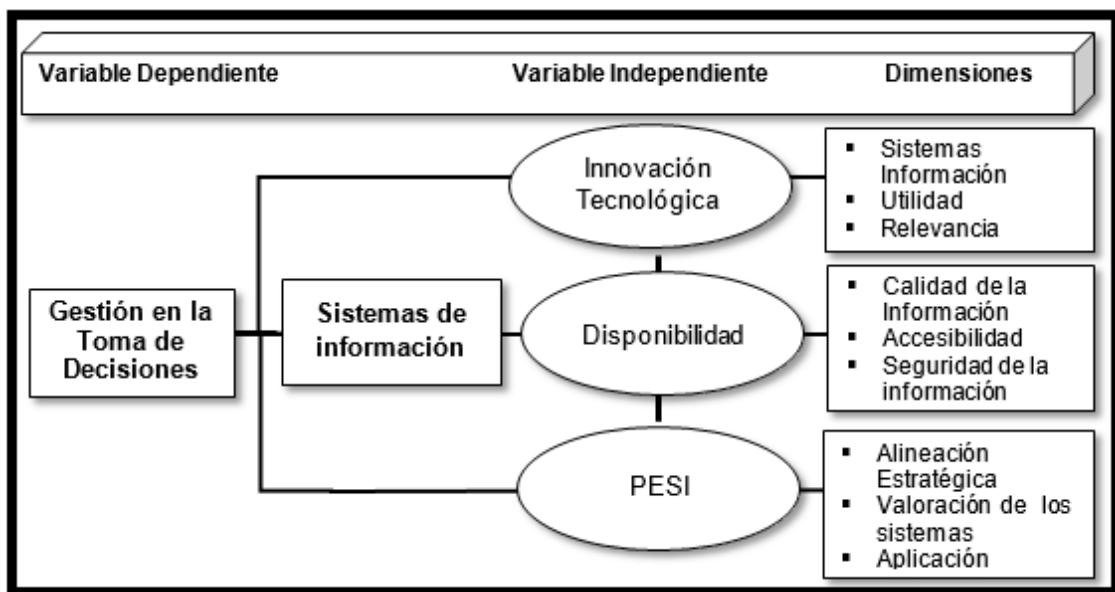 Variable Dependiente Variable Independiente Dimensiones
Gestión en la
Toma de
Decisiones
Sistemas de
información
Innovación
Tecnológica
▪ Sistemas
Información
▪ Utilidad
▪ Relevancia
Disponibilidad
▪ Calidad de la
Información
▪ Accesibilidad
▪ Seguridad de la
información
PESI
▪ Alineación
Estratégica
▪ Valoración de los
sistemas
▪ Aplicación